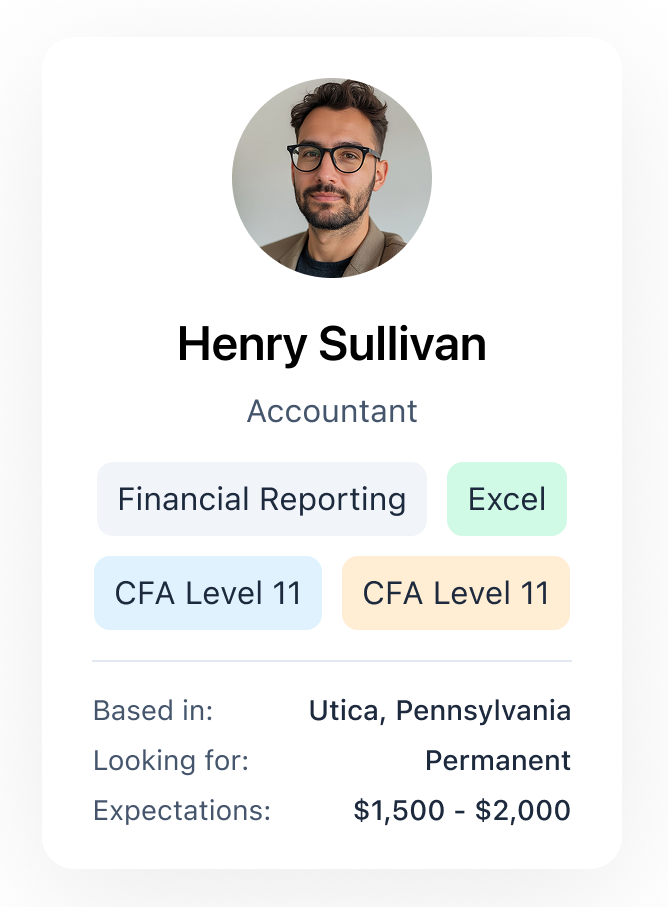 Henry Sullivan
Accountant
Financial Reporting Excel
CFA Level 11 CFA Level 11
Based in: Utica, Pennsylvania
Looking for: Permanent
Expectations: $1,500 - $2,000